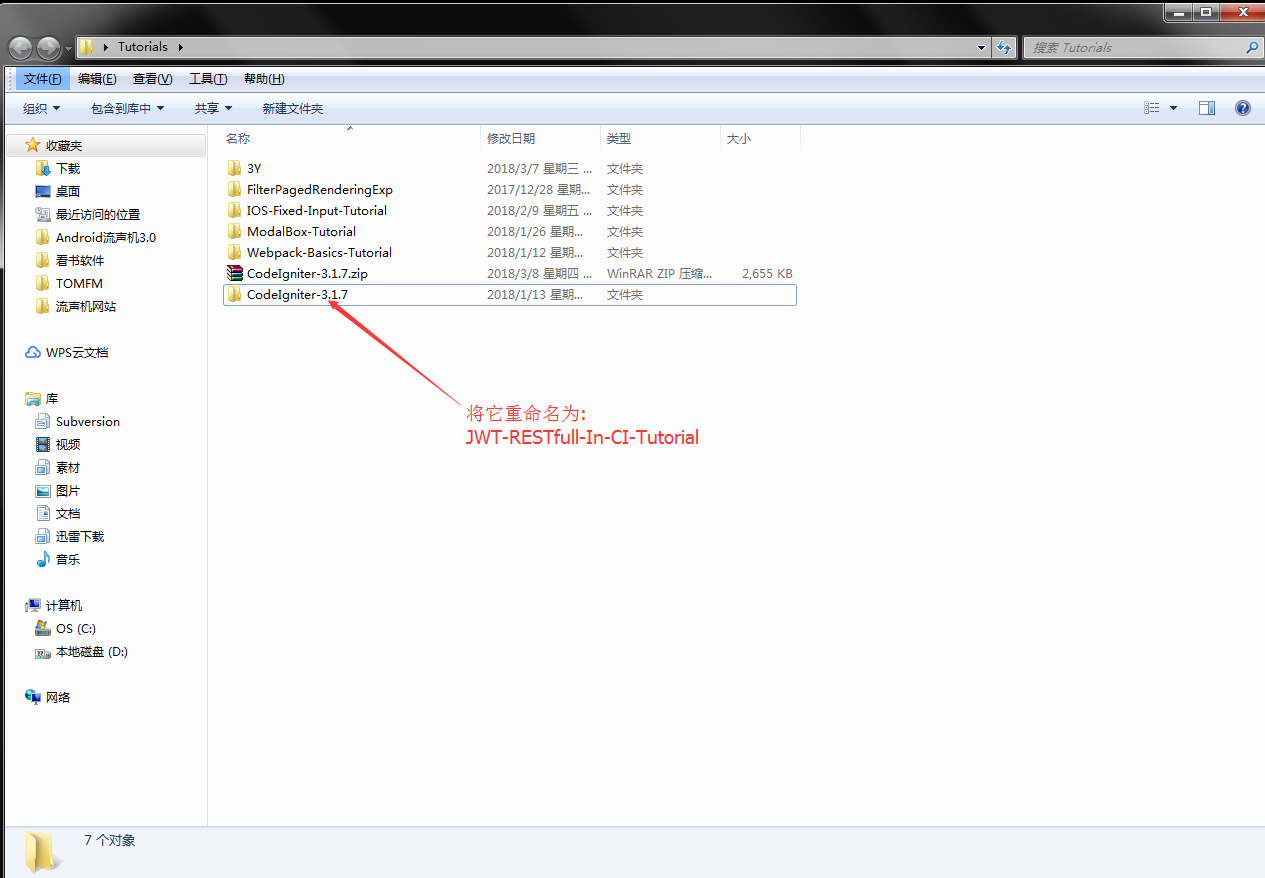 Tutorials
搜索 Tutorials
文件(F) 编辑(E) 查看(V) 工具(T) 帮助(H)
组织 包含到库中 共享 新建文件夹
收藏夹
下载
桌面
最近访问的位置
Android流声机3.0
看书软件
TOMFM
流声机网站
WPS云文档
库
Subversion
视频
素材
图片
文档
迅雷下载
音乐
计算机
OS (C:)
本地磁盘 (D:)
网络
名称 修改日期 类型 大小
3Y 2018/3/7 星期三 ... 文件夹
FilterPagedRenderingExp 2017/12/28 星期... 文件夹
IOS-Fixed-Input-Tutorial 2018/2/9 星期五 ... 文件夹
ModalBox-Tutorial 2018/1/26 星期... 文件夹
Webpack-Basics-Tutorial 2018/1/12 星期... 文件夹
CodeIgniter-3.1.7.zip 2018/3/8 星期四 ... WinRAR ZIP 压缩... 2,655 KB
CodeIgniter-3.1.7 2018/1/13 星期... 文件夹
将它重命名为:
JWT-RESTfull-In-CI-Tutorial
7 个对象